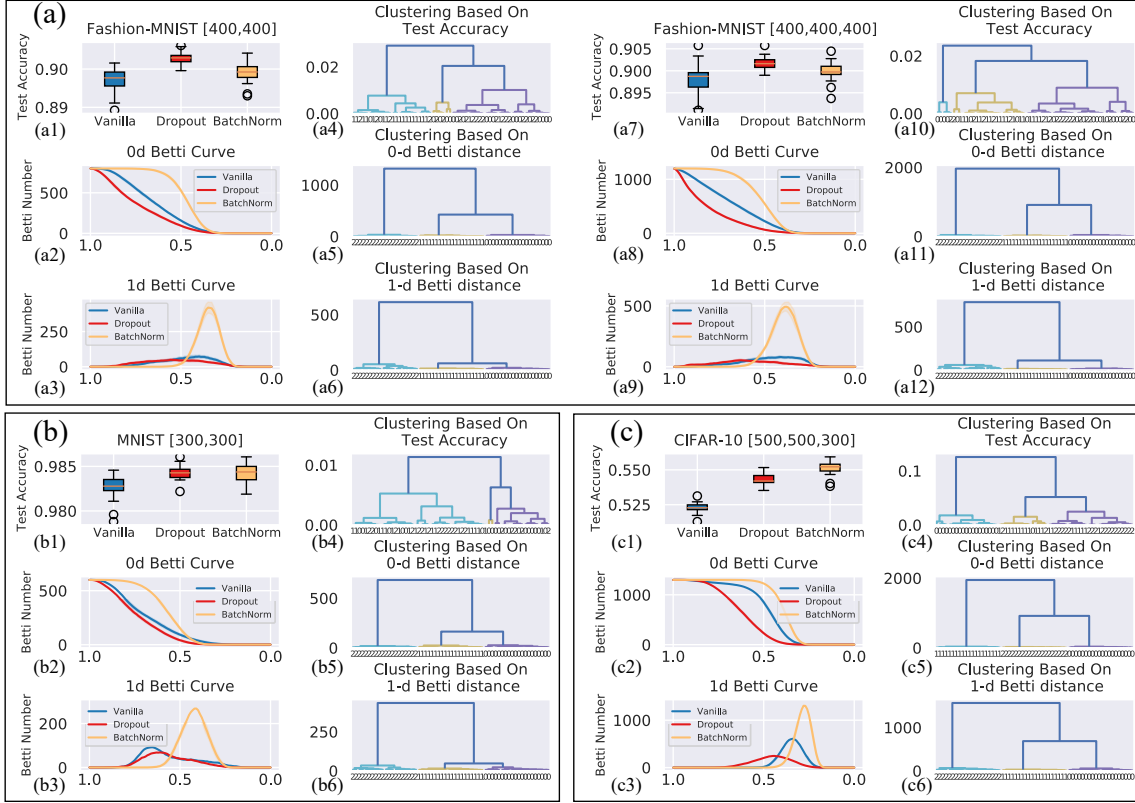 (a)
Fashion-MNIST [400,400]
Test Accuracy
0.90
0.89
Vanilla Dropout BatchNorm
(a1)
Clustering Based On
Test Accuracy
0.02
0.00
(a4)
Fashion-MNIST [400,400,400]
Test Accuracy
0.905
0.900
0.895
Vanilla Dropout BatchNorm
(a7)
Clustering Based On
Test Accuracy
0.02
0.00
(a10)
0d Betti Curve
Betti Number
500
0
Vanilla
Dropout
BatchNorm
1.0 0.5 0.0
(a2)
Clustering Based On
0-d Betti distance
1000
0
(a5)
0d Betti Curve
Betti Number
1000
0
Vanilla
Dropout
BatchNorm
1.0 0.5 0.0
(a8)
Clustering Based On
0-d Betti distance
2000
1000
0
(a11)
1d Betti Curve
Betti Number
250
0
Vanilla
Dropout
BatchNorm
1.0 0.5 0.0
(a3)
Clustering Based On
1-d Betti distance
500
0
(a6)
1d Betti Curve
Betti Number
500
0
Vanilla
Dropout
BatchNorm
1.0 0.5 0.0
(a9)
Clustering Based On
1-d Betti distance
500
0
(a12)
(b)
MNIST [300,300]
Test Accuracy
0.985
0.980
Vanilla Dropout BatchNorm
(b1)
Clustering Based On
Test Accuracy
0.01
0.00
(b4)
0d Betti Curve
Betti Number
500
0
Vanilla
Dropout
BatchNorm
1.0 0.5 0.0
(b2)
Clustering Based On
0-d Betti distance
500
0
(b5)
1d Betti Curve
Betti Number
200
0
Vanilla
Dropout
BatchNorm
1.0 0.5 0.0
(b3)
Clustering Based On
1-d Betti distance
250
0
(b6)
(c)
CIFAR-10 [500,500,300]
Test Accuracy
0.550
0.525
Vanilla Dropout BatchNorm
(c1)
Clustering Based On
Test Accuracy
0.1
0.0
(c4)
0d Betti Curve
Betti Number
1000
0
Vanilla
Dropout
BatchNorm
1.0 0.5 0.0
(c2)
Clustering Based On
0-d Betti distance
2000
0
(c5)
1d Betti Curve
Betti Number
1000
0
Vanilla
Dropout
BatchNorm
1.0 0.5 0.0
(c3)
Clustering Based On
1-d Betti distance
1000
0
(c6)